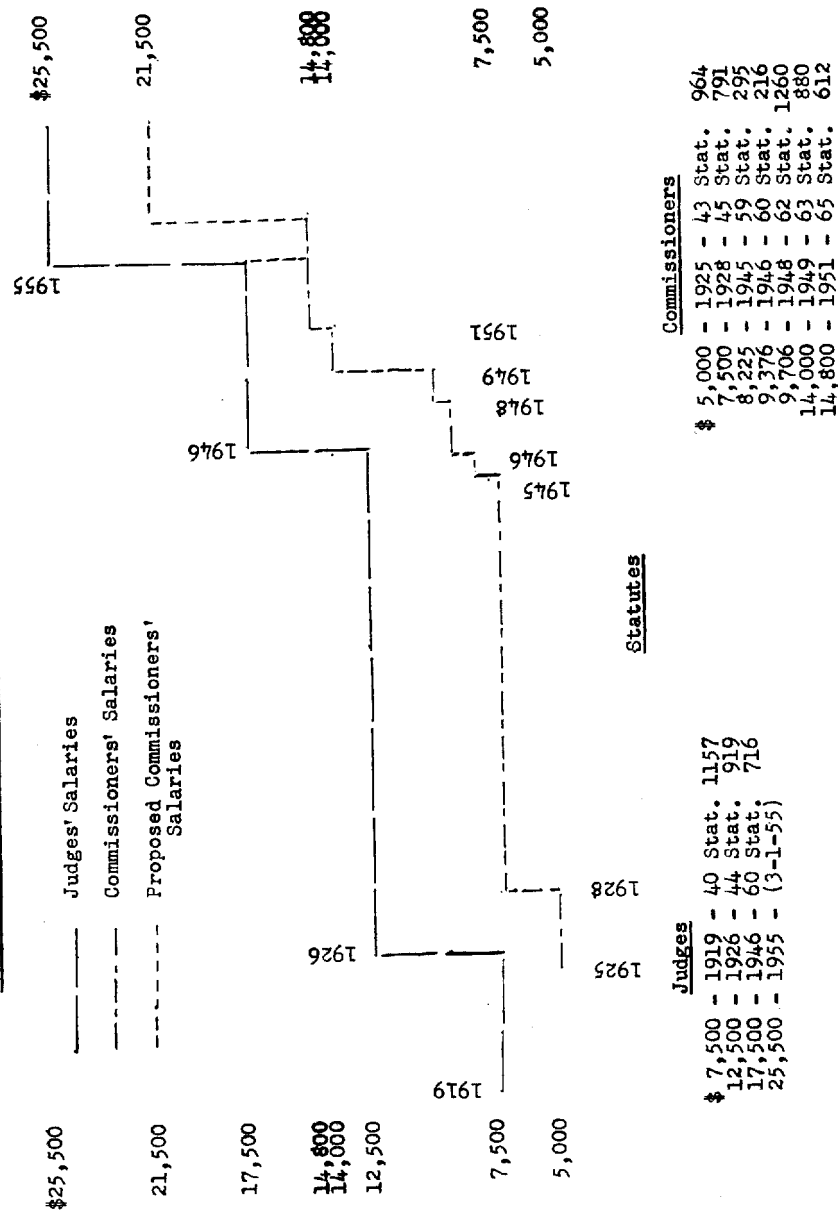 $25,500
21,500
17,500
14,800
14,000
12,500
7,500
5,000
Judges' Salaries
Commissioners' Salaries
Proposed Commissioners'
Salaries
1919
1926
1946
1955
1925
1928
1945
1946
1948
1949
1951
$25,500
21,500
14,800
14,000
7,500
5,000
Statutes
Judges
$ 7,500 - 1919 - 40 Stat. 1157
12,500 - 1926 - 44 Stat. 919
17,500 - 1946 - 60 Stat. 716
25,500 - 1955 - (3-1-55)
Commissioners
$ 5,000 - 1925 - 43 Stat. 964
7,500 - 1928 - 45 Stat. 791
8,225 - 1945 - 59 Stat. 295
9,376 - 1946 - 60 Stat. 216
9,706 - 1948 - 62 Stat. 1260
14,000 - 1949 - 63 Stat. 880
14,800 - 1951 - 65 Stat. 612